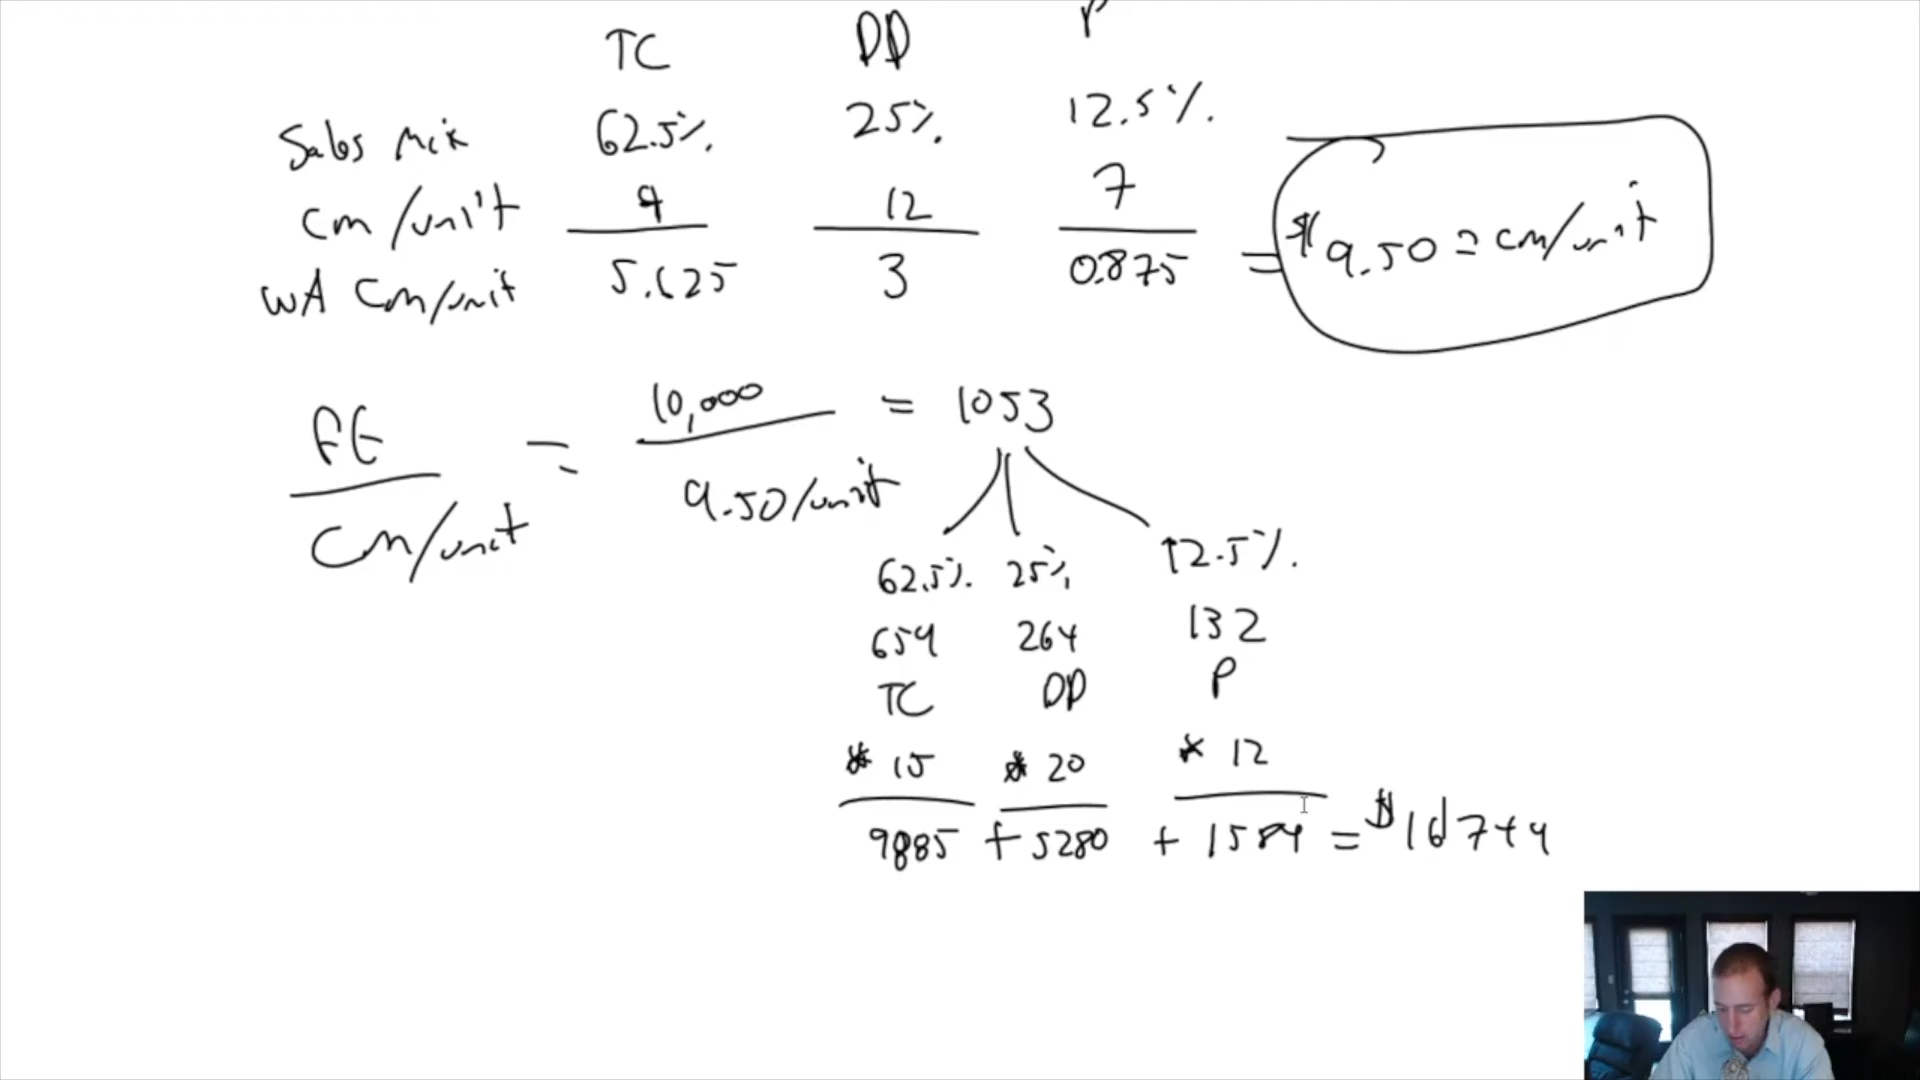 TC DD P
Sales Mix 62.5% 25% 12.5%
cm/unit 9 12 7
WA Cm/unit 5.625 3 0.875 = $9.50 = cm/unit
FE / Cm/unit = 10,000 / 9.50/unit = 1053
62.5% 25% 12.5%
659 264 132
TC DD P
* 15 * 20 * 12
9885 + 5280 + 1584 = $16744